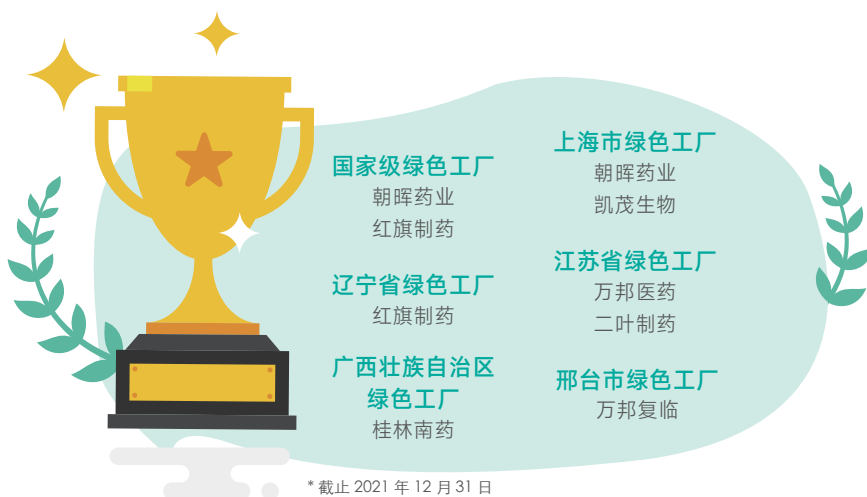 国家级绿色工厂
朝晖药业
红旗制药
辽宁省绿色工厂
红旗制药
广西壮族自治区
绿色工厂
桂林南药
上海市绿色工厂
朝晖药业
凯茂生物
江苏省绿色工厂
万邦医药
二叶制药
邢台市绿色工厂
万邦复临
* 截止 2021 年 12 月 31 日